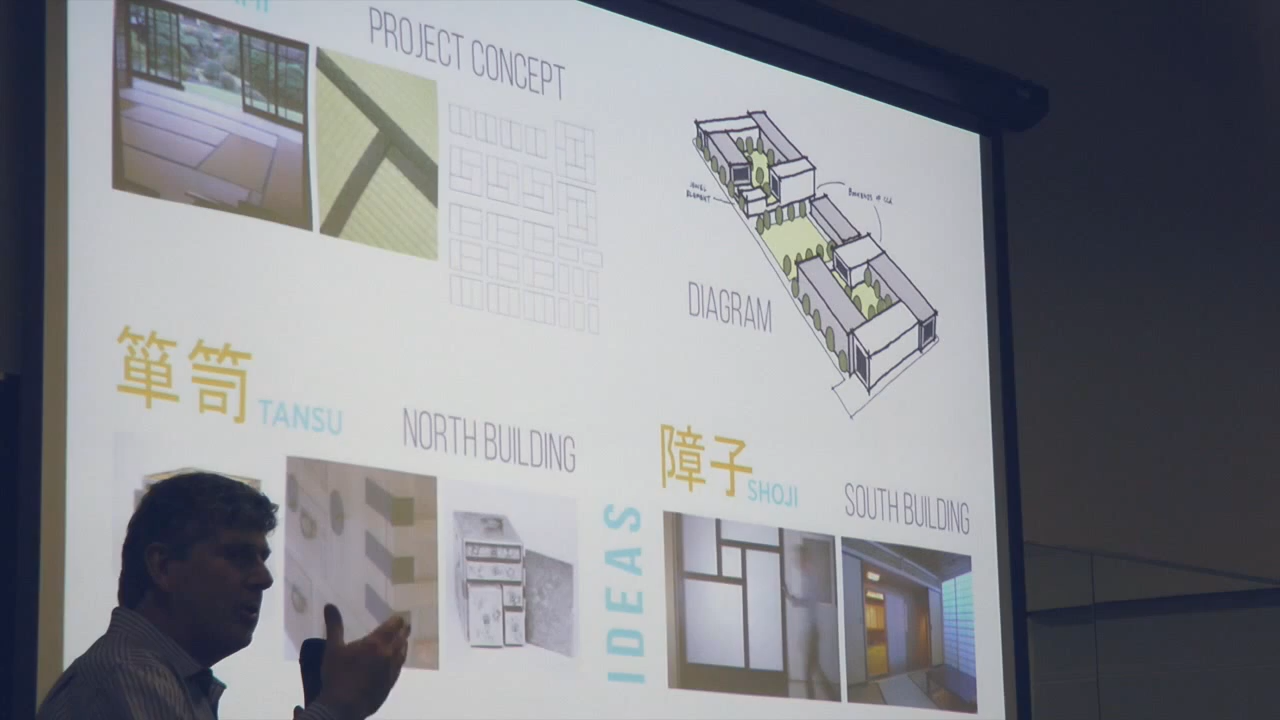 PROJECT CONCEPT
DIAGRAM
箪笥 TANSU
NORTH BUILDING
IDEAS
障子 SHOJI
SOUTH BUILDING